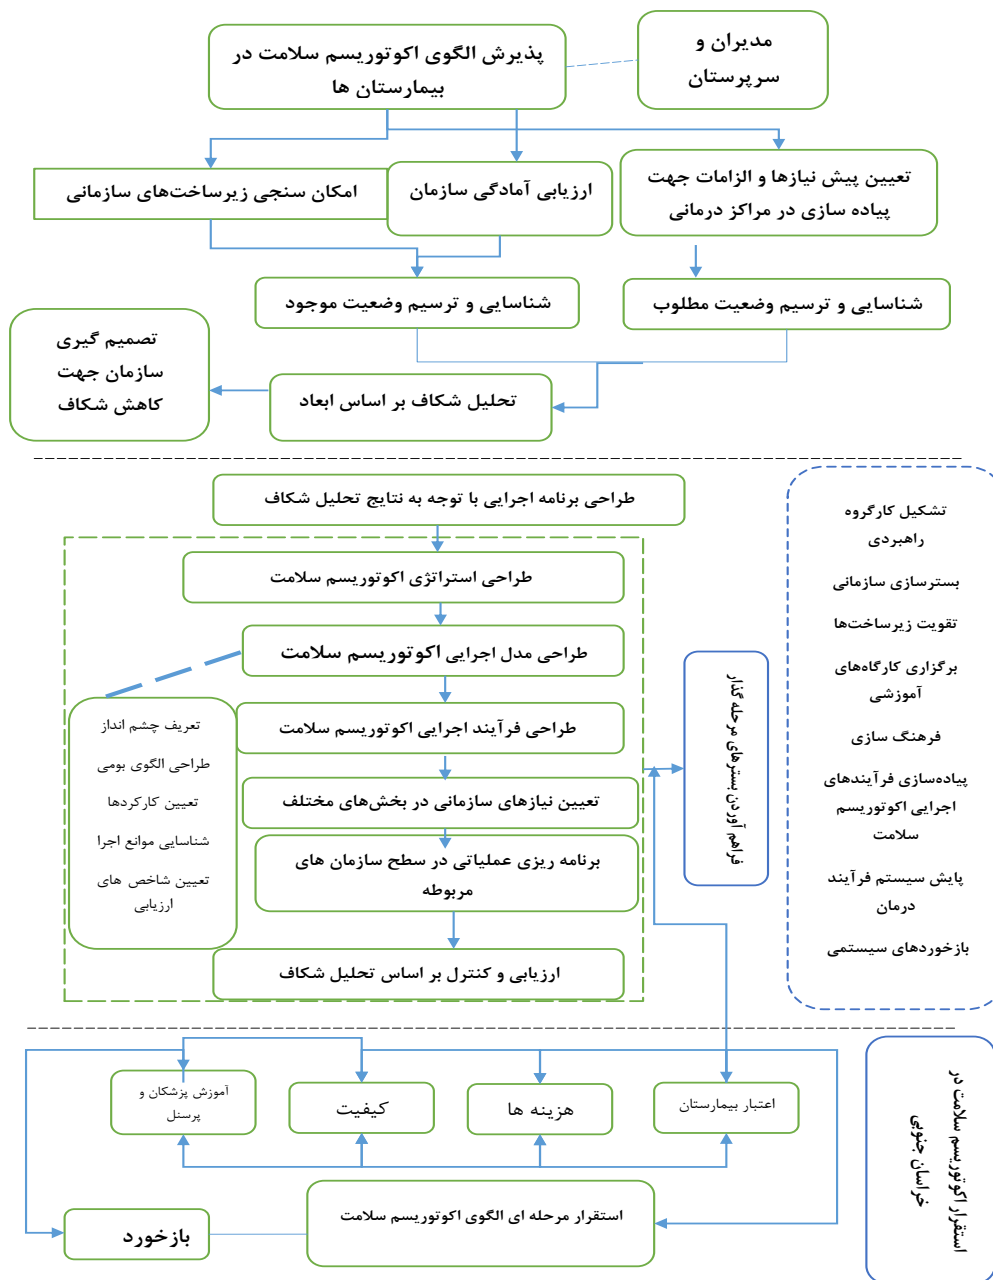 مدیران و
سرپرستان
پذیرش الگوی اکوتوریسم سلامت در
بیمارستان ها
تعیین پیش نیازها و الزامات جهت
پیاده سازی در مراکز درمانی
ارزیابی آمادگی سازمان
امکان سنجی زیرساخت‌های سازمانی
شناسایی و ترسیم وضعیت مطلوب
شناسایی و ترسیم وضعیت موجود
تحلیل شکاف بر اساس ابعاد
تصمیم گیری
سازمان جهت
کاهش شکاف
تشکیل کارگروه
راهبردی
بسترسازی سازمانی
تقویت زیرساخت‌ها
برگزاری کارگاه‌های
آموزشی
فرهنگ سازی
پیاده‌سازی فرآیندهای
اجرایی اکوتوریسم
سلامت
پایش سیستم فرآیند
درمان
بازخوردهای سیستمی
طراحی برنامه اجرایی با توجه به نتایج تحلیل شکاف
طراحی استراتژی اکوتوریسم سلامت
طراحی مدل اجرایی اکوتوریسم سلامت
طراحی فرآیند اجرایی اکوتوریسم سلامت
تعیین نیازهای سازمانی در بخش‌های مختلف
برنامه ریزی عملیاتی در سطح سازمان های
مربوطه
ارزیابی و کنترل بر اساس تحلیل شکاف
فراهم آوردن بسترهای مرحله گذار
تعریف چشم انداز
طراحی الگوی بومی
تعیین کارکردها
شناسایی موانع اجرا
تعیین شاخص های
ارزیابی
استقرار اکوتوریسم سلامت در
خراسان جنوبی
اعتبار بیمارستان
هزینه ها
کیفیت
آموزش پزشکان و
پرسنل
استقرار مرحله ای الگوی اکوتوریسم سلامت
بازخورد